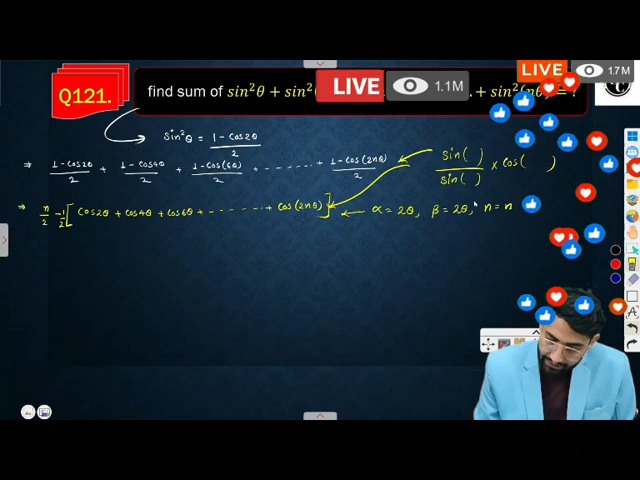 LIVE 1.7 M
Q121. find sum of sin²θ + sin²( LIVE 1.1M . + sin²(nθ) = ?
Sin²θ = 1-Cos2θ / 2
⇒ 1-Cos2θ / 2 + 1-Cos4θ / 2 + 1-Cos(6θ) / 2 + ------- + 1-Cos(2nθ) / 2 Sin( ) / Sin( ) × Cos( )
⇒ n/2 - 1/2 [ Cos2θ + Cos4θ + Cos6θ + ------- + Cos(2nθ) ] ← α = 2θ, β = 2θ, n = n